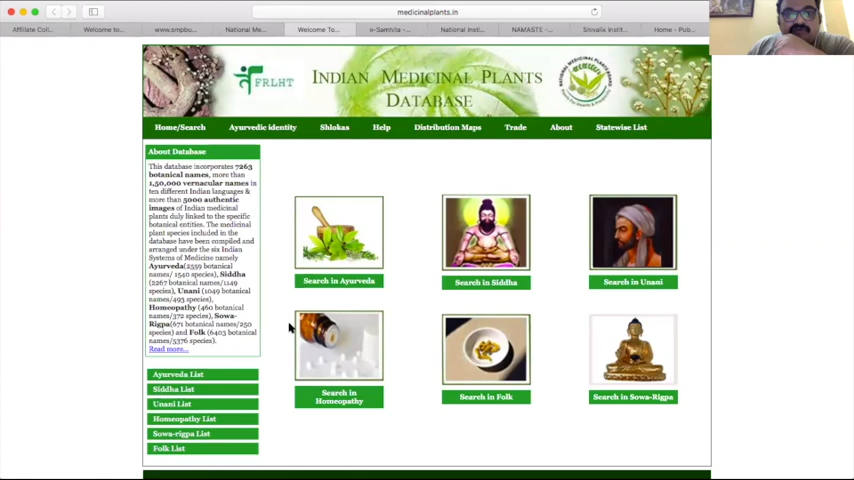 medicinalplants.in
Affiliate Coll...
Welcome to...
www.smpbo...
National Me...
Welcome To...
e-Samhita -...
National Insti...
NAMASTE -...
Shivalik Instit...
Home - Pub...
FRLHT
INDIAN MEDICINAL PLANTS
DATABASE
Home/Search
Ayurvedic identity
Shlokas
Help
Distribution Maps
Trade
About
Statewise List
About Database
This database incorporates 7263
botanical names, more than
1,50,000 vernacular names in
ten different Indian languages &
more than 5000 authentic
images of Indian medicinal
plants duly linked to the specific
botanical entities. The medicinal
plant species included in the
database have been compiled and
arranged under the six Indian
Systems of Medicine namely
Ayurveda(2559 botanical
names/ 1540 species), Siddha
(2267 botanical names/1149
species), Unani (1049 botanical
names/493 species),
Homeopathy (460 botanical
names/372 species), Sowa-
Rigpa(671 botanical names/250
species) and Folk (6403 botanical
names/5376 species).
Read more...
Ayurveda List
Siddha List
Unani List
Homeopathy List
Sowa-rigpa List
Folk List
Search in Ayurveda
Search in Siddha
Search in Unani
Search in
Homeopathy
Search in Folk
Search in Sowa-Rigpa